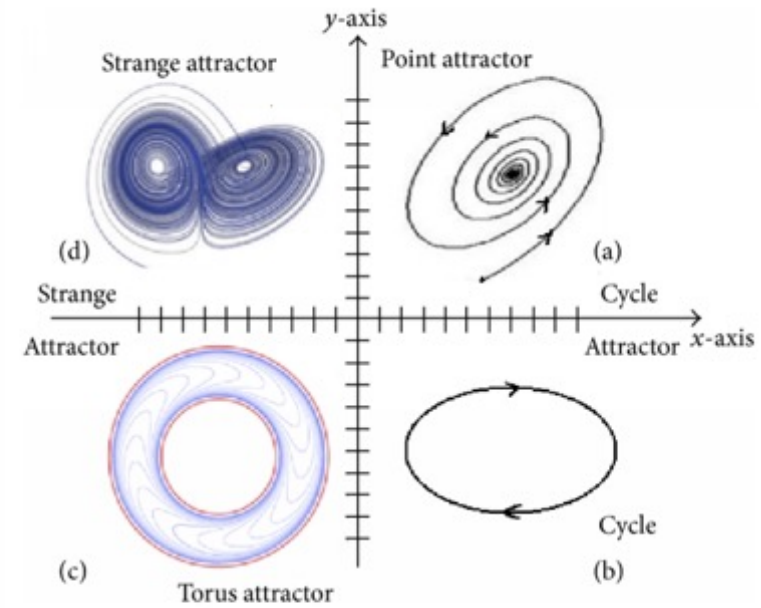 y-axis
Strange attractor
Point attractor
(d)
(a)
Strange
Cycle
Attractor
Attractor
x-axis
Cycle
(c)
(b)
Torus attractor